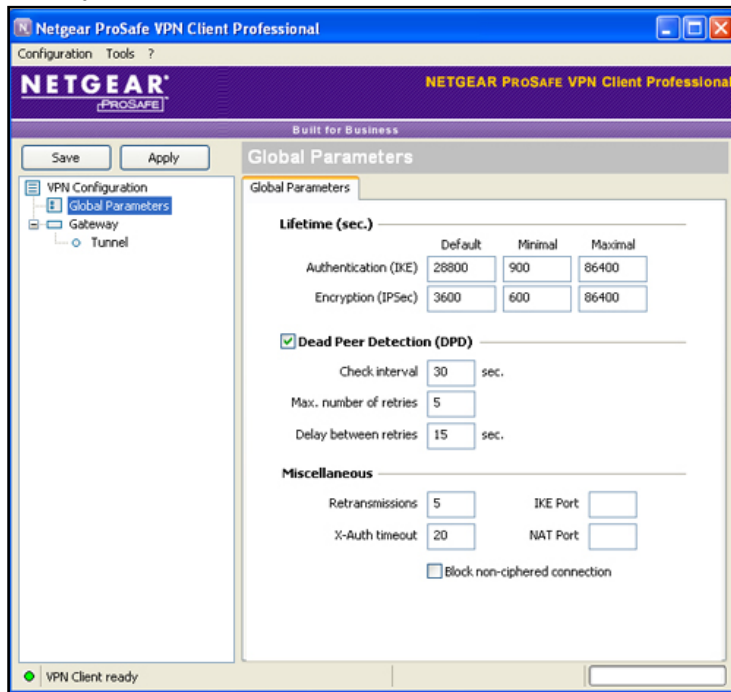 Netgear ProSafe VPN Client Professional
Configuration Tools ?
NETGEAR
PROSAFE
NETGEAR PROSAFE VPN Client Professional
Built for Business
Save Apply
Global Parameters
VPN Configuration
Global Parameters
Gateway
Tunnel
Global Parameters
Lifetime (sec.)
Default Minimal Maximal
Authentication (IKE) 28800 900 86400
Encryption (IPSec) 3600 600 86400
Dead Peer Detection (DPD)
Check interval 30 sec.
Max. number of retries 5
Delay between retries 15 sec.
Miscellaneous
Retransmissions 5 IKE Port
X-Auth timeout 20 NAT Port
Block non-ciphered connection
VPN Client ready